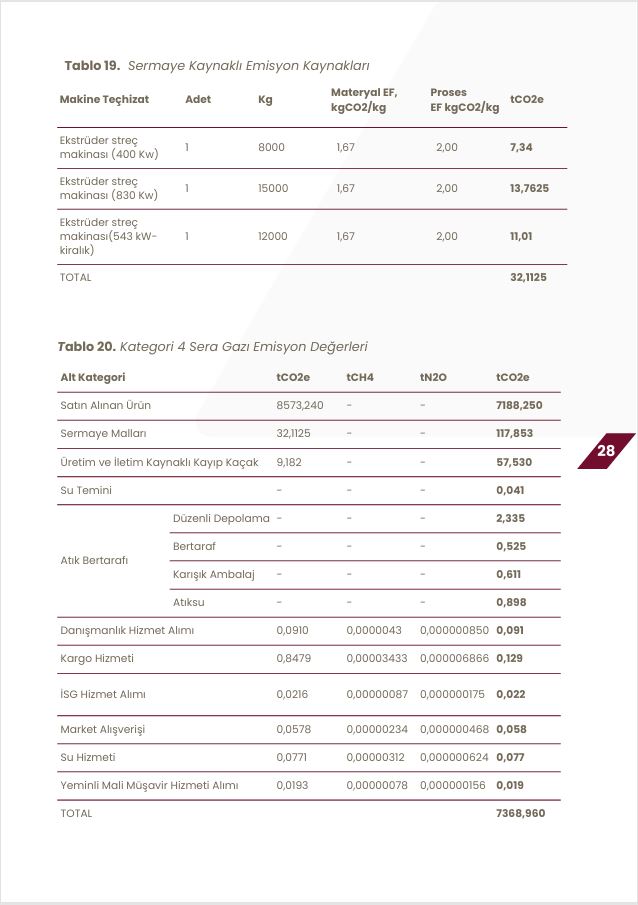 Tablo 19. Sermaye Kaynaklı Emisyon Kaynakları
Makine Teçhizat Adet Kg Materyal EF, kgCO2/kg Proses EF kgCO2/kg tCO2e
Ekstrüder streç makinası (400 Kw) 1 8000 1,67 2,00 7,34
Ekstrüder streç makinası (830 Kw) 1 15000 1,67 2,00 13,7625
Ekstrüder streç makinası(543 kW-kiralık) 1 12000 1,67 2,00 11,01
TOTAL 32,1125
Tablo 20. Kategori 4 Sera Gazı Emisyon Değerleri
Alt Kategori tCO2e tCH4 tN2O tCO2e
Satın Alınan Ürün 8573,240 - - 7188,250
Sermaye Malları 32,1125 - - 117,853
Üretim ve İletim Kaynaklı Kayıp Kaçak 9,182 - - 57,530
28
Su Temini - - - 0,041
Atık Bertarafı
Düzenli Depolama - - - 2,335
Bertaraf - - - 0,525
Karışık Ambalaj - - - 0,611
Atıksu - - - 0,898
Danışmanlık Hizmet Alımı 0,0910 0,0000043 0,000000850 0,091
Kargo Hizmeti 0,8479 0,00003433 0,000006866 0,129
İSG Hizmet Alımı 0,0216 0,00000087 0,000000175 0,022
Market Alışverişi 0,0578 0,00000234 0,000000468 0,058
Su Hizmeti 0,0771 0,00000312 0,000000624 0,077
Yeminli Mali Müşavir Hizmeti Alımı 0,0193 0,00000078 0,000000156 0,019
TOTAL 7368,960